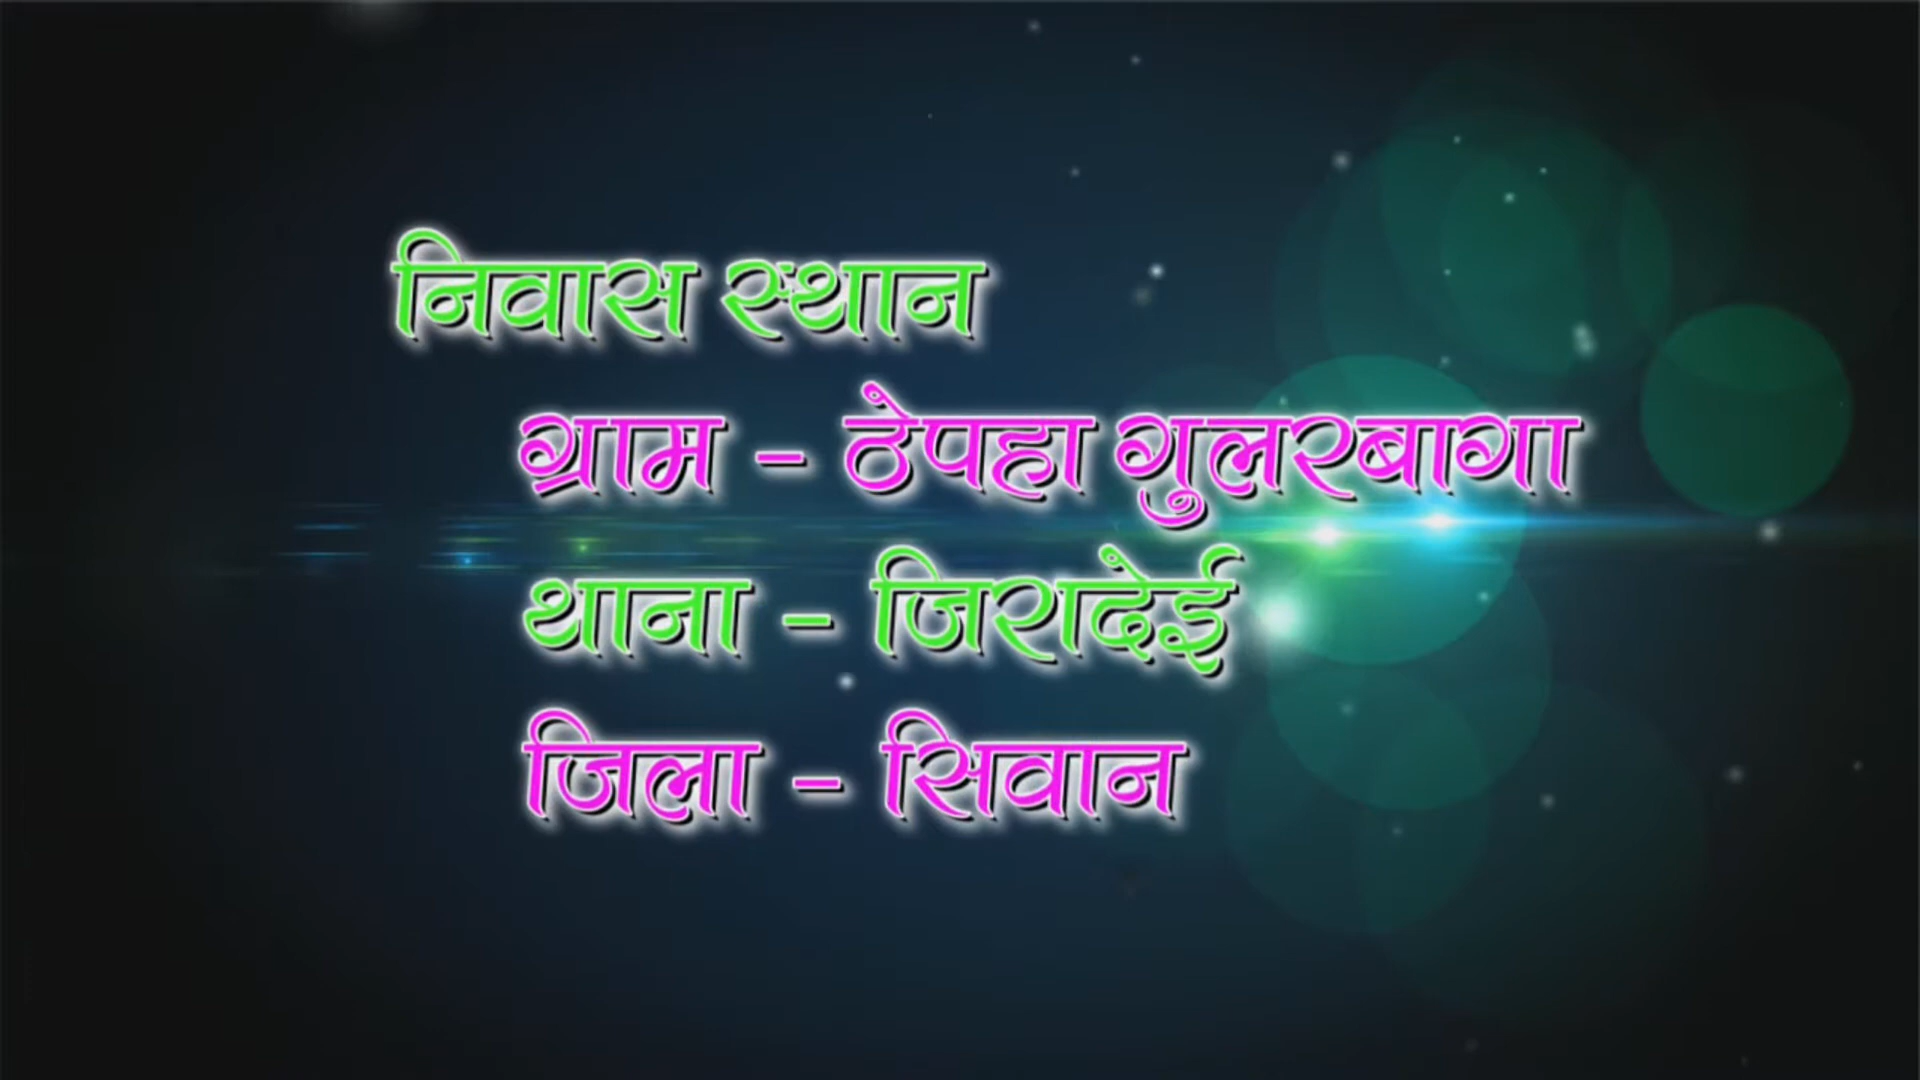 निवास स्थान
ग्राम - ठेपहा गुलरबागा
थाना - जिरादेई
जिला - सिवान